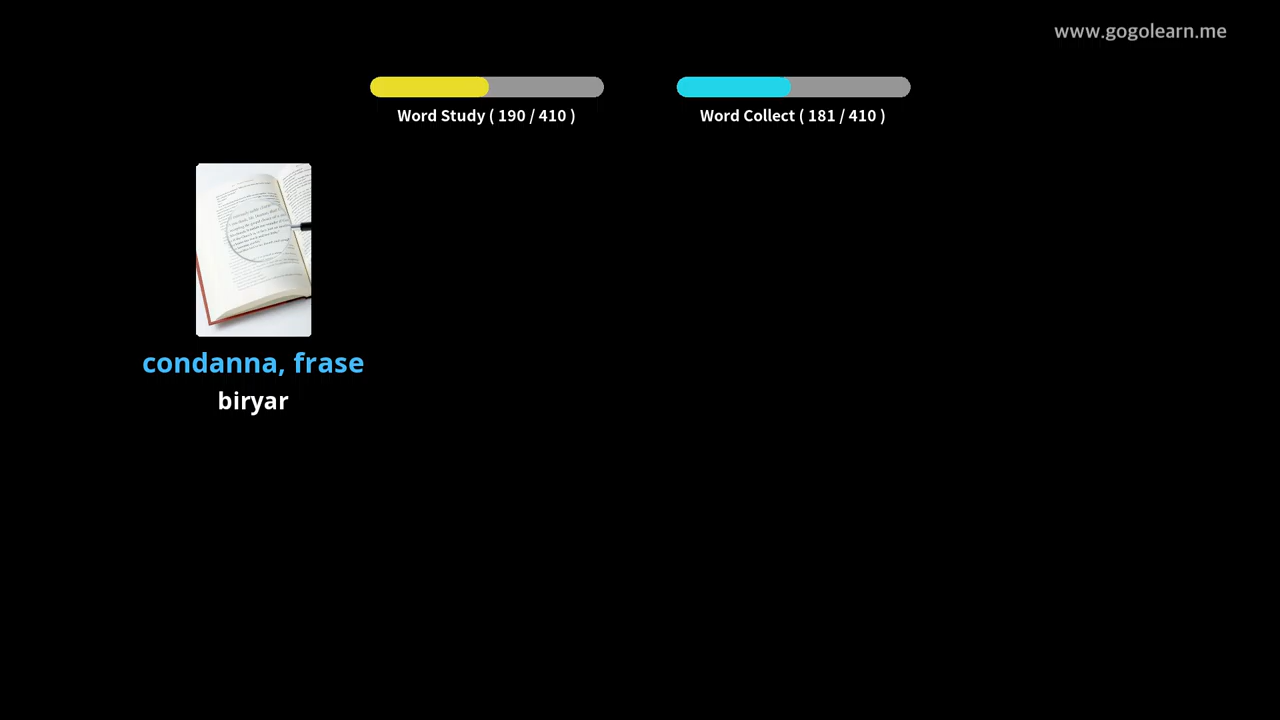 www.gogolearn.me
Word Study ( 190 / 410 )
Word Collect ( 181 / 410 )
condanna, frase
biryar